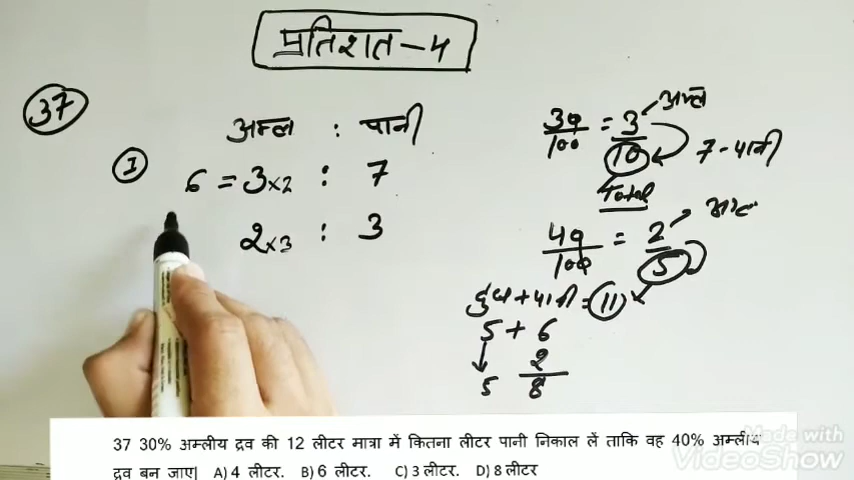 प्रतिशत - 4
37
अम्ल : पानी
I 6 = 3×2 : 7
2×3 : 3
30/100 = 3/10 अम्ल
7 - पानी
Total
40/100 = 2/5
दुध + पानी = 11
5 + 6
2
5 8
37 30% अम्लीय द्रव की 12 लीटर मात्रा में कितना लीटर पानी निकाल लें ताकि वह 40% अम्लीय
द्रव बन जाए| A) 4 लीटर. B) 6 लीटर. C) 3 लीटर. D) 8 लीटर
Made with
VideoShow